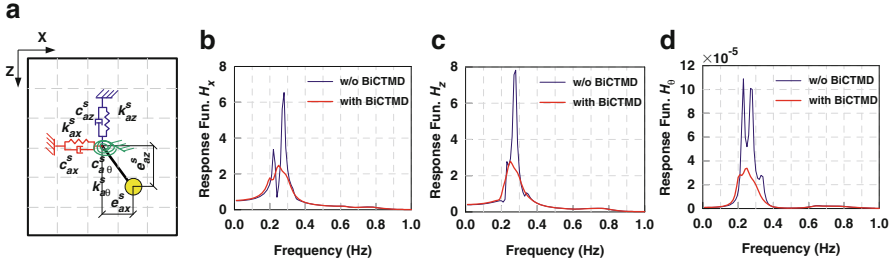 a
X
Z
c^s_az
k^s_az
k^s_ax
c^s_ax
c^s_aθ
k^s_aθ
e^s_az
e^s_ax
b
Response Fun. H_x
8
6
4
2
0
w/o BiCTMD
with BiCTMD
0.0 0.2 0.4 0.6 0.8 1.0
Frequency (Hz)
c
Response Fun. H_z
8
6
4
2
0
w/o BiCTMD
with BiCTMD
0.0 0.2 0.4 0.6 0.8 1.0
Frequency (Hz)
d
×10^-5
Response Fun. H_θ
12
10
8
6
4
2
0
w/o BiCTMD
with BiCTMD
0.0 0.2 0.4 0.6 0.8 1.0
Frequency (Hz)